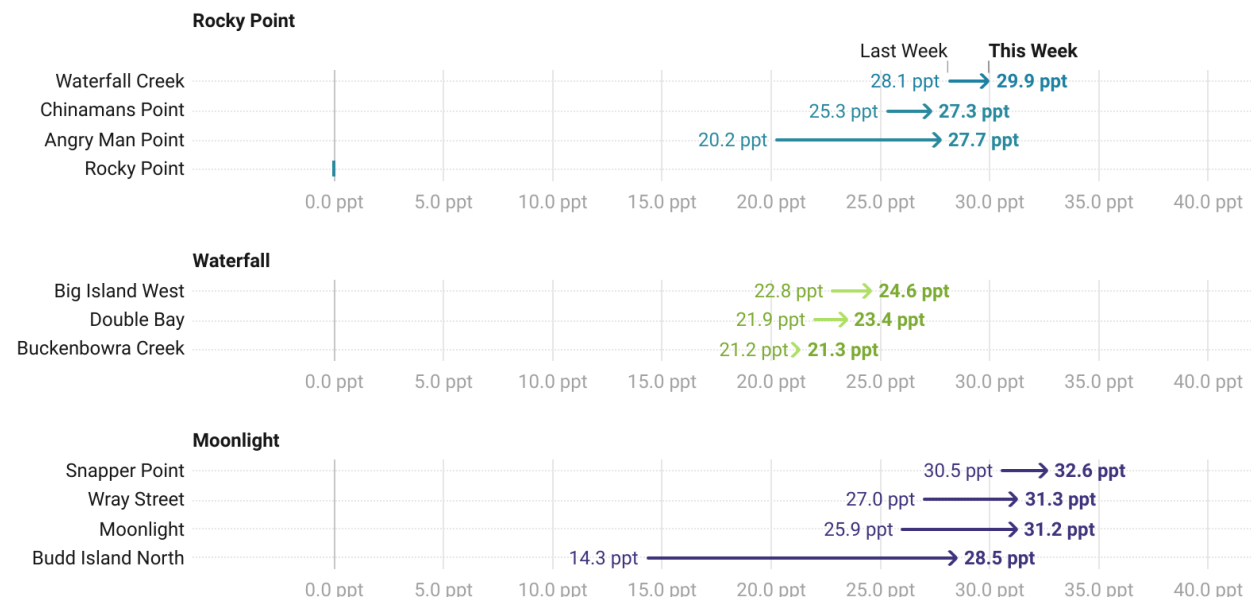 Rocky Point
Last Week This Week
Waterfall Creek 28.1 ppt 29.9 ppt
Chinamans Point 25.3 ppt 27.3 ppt
Angry Man Point 20.2 ppt 27.7 ppt
Rocky Point
0.0 ppt 5.0 ppt 10.0 ppt 15.0 ppt 20.0 ppt 25.0 ppt 30.0 ppt 35.0 ppt 40.0 ppt
Waterfall
Big Island West 22.8 ppt 24.6 ppt
Double Bay 21.9 ppt 23.4 ppt
Buckenbowra Creek 21.2 ppt 21.3 ppt
0.0 ppt 5.0 ppt 10.0 ppt 15.0 ppt 20.0 ppt 25.0 ppt 30.0 ppt 35.0 ppt 40.0 ppt
Moonlight
Snapper Point 30.5 ppt 32.6 ppt
Wray Street 27.0 ppt 31.3 ppt
Moonlight 25.9 ppt 31.2 ppt
Budd Island North 14.3 ppt 28.5 ppt
0.0 ppt 5.0 ppt 10.0 ppt 15.0 ppt 20.0 ppt 25.0 ppt 30.0 ppt 35.0 ppt 40.0 ppt